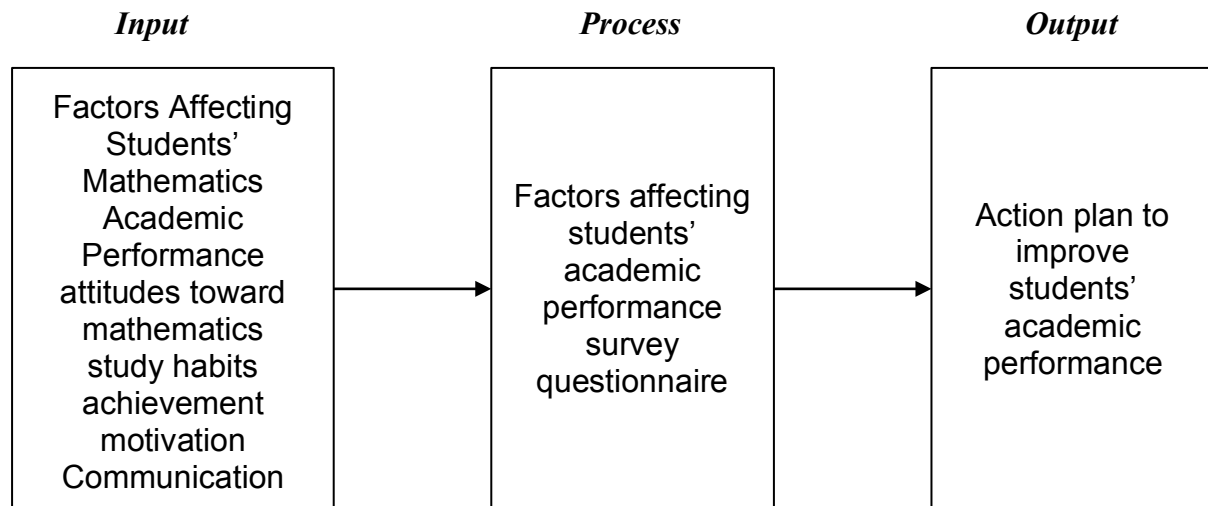 Input
Process
Output
Factors Affecting
Students’
Mathematics
Academic
Performance
attitudes toward
mathematics
study habits
achievement
motivation
Communication
Factors affecting
students’
academic
performance
survey
questionnaire
Action plan to
improve
students’
academic
performance